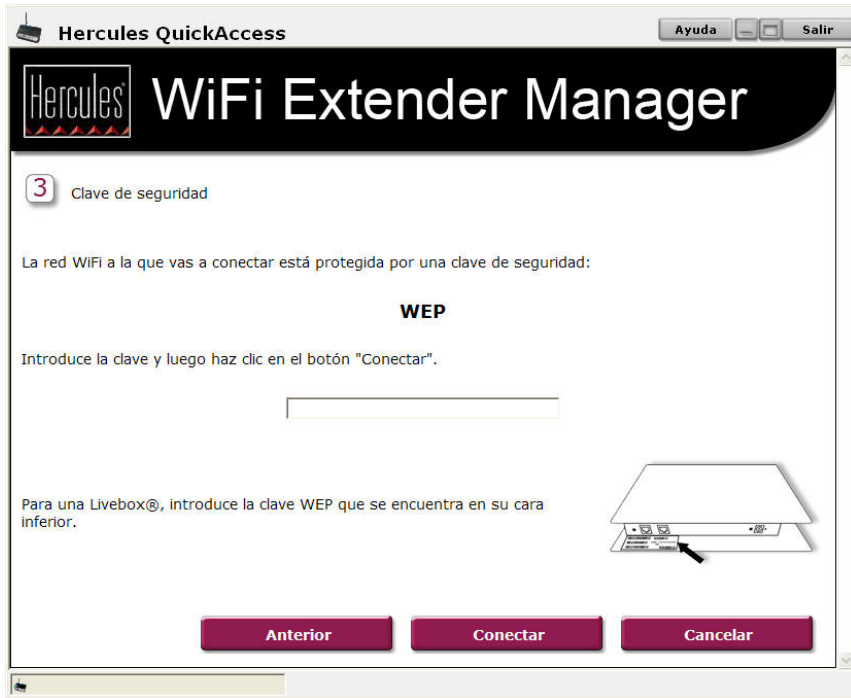 Hercules QuickAccess
Ayuda
Salir
Hercules®
WiFi Extender Manager
3 Clave de seguridad
La red WiFi a la que vas a conectar está protegida por una clave de seguridad:
WEP
Introduce la clave y luego haz clic en el botón "Conectar".
Para una Livebox®, introduce la clave WEP que se encuentra en su cara
inferior.
Anterior
Conectar
Cancelar